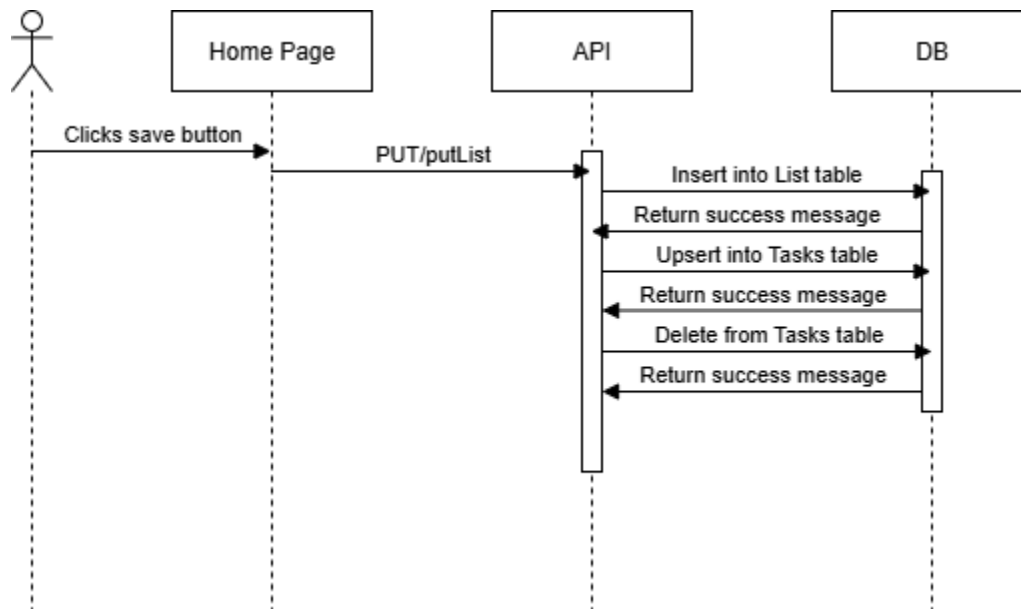 Home Page
API
DB
Clicks save button
PUT/putList
Insert into List table
Return success message
Upsert into Tasks table
Return success message
Delete from Tasks table
Return success message